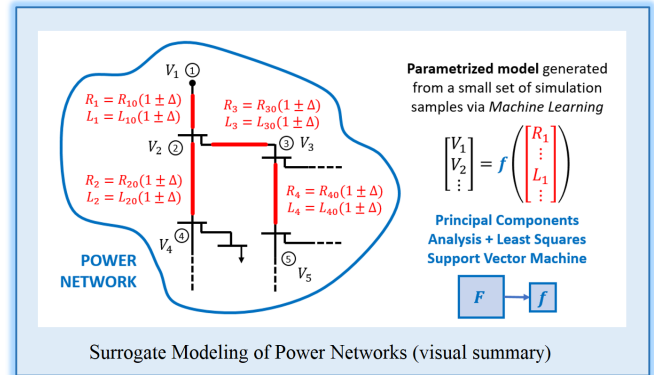 V₁ ①
R₁ = R₁₀(1 ± Δ)
L₁ = L₁₀(1 ± Δ)
R₃ = R₃₀(1 ± Δ)
L₃ = L₃₀(1 ± Δ)
V₂ ②
③ V₃
R₂ = R₂₀(1 ± Δ)
L₂ = L₂₀(1 ± Δ)
R₄ = R₄₀(1 ± Δ)
L₄ = L₄₀(1 ± Δ)
V₄ ④
⑤ V₅
POWER
NETWORK
Parametrized model generated
from a small set of simulation
samples via Machine Learning
[V₁ V₂ ⋮] = f([R₁ ⋮ L₁ ⋮])
Principal Components
Analysis + Least Squares
Support Vector Machine
F f
Surrogate Modeling of Power Networks (visual summary)